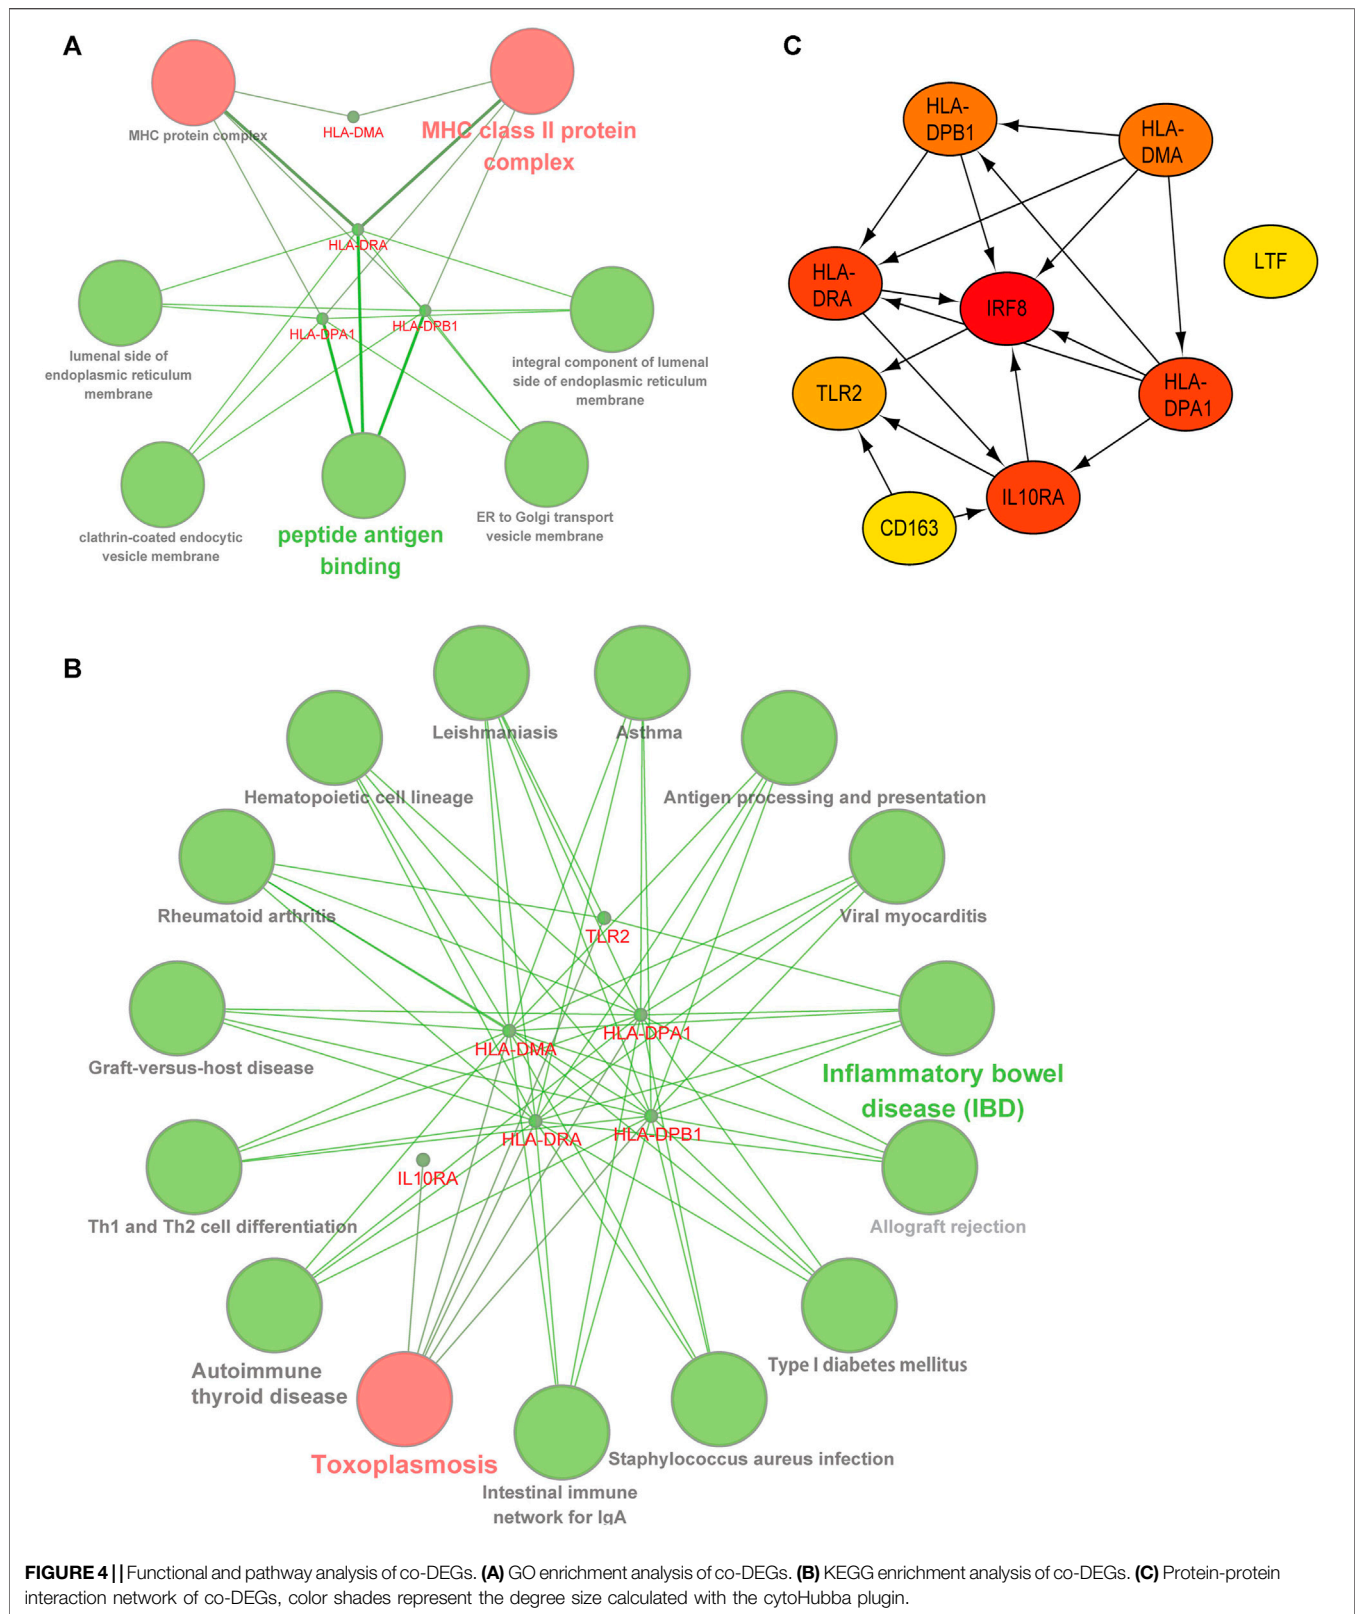 A
MHC protein complex
HLA-DMA
MHC class II protein
complex
HLA-DRA
HLA-DPA1
HLA-DPB1
lumenal side of
endoplasmic reticulum
membrane
integral component of lumenal
side of endoplasmic reticulum
membrane
clathrin-coated endocytic
vesicle membrane
peptide antigen
binding
ER to Golgi transport
vesicle membrane
C
HLA-
DPB1
HLA-
DMA
LTF
HLA-
DRA
IRF8
TLR2
HLA-
DPA1
IL10RA
CD163
B
Leishmaniasis
Asthma
Hematopoietic cell lineage
Antigen processing and presentation
Rheumatoid arthritis
Viral myocarditis
TLR2
HLA-DMA
HLA-DPA1
Graft-versus-host disease
Inflammatory bowel
disease (IBD)
HLA-DRA
HLA-DPB1
IL10RA
Th1 and Th2 cell differentiation
Allograft rejection
Autoimmune
thyroid disease
Type I diabetes mellitus
Toxoplasmosis
Staphylococcus aureus infection
Intestinal immune
network for IgA
FIGURE 4 | | Functional and pathway analysis of co-DEGs. (A) GO enrichment analysis of co-DEGs. (B) KEGG enrichment analysis of co-DEGs. (C) Protein-protein
interaction network of co-DEGs, color shades represent the degree size calculated with the cytoHubba plugin.